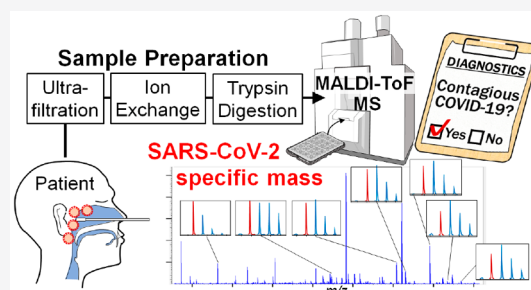 Sample Preparation
Ultra-
filtration
Ion
Exchange
Trypsin
Digestion
MALDI-ToF
MS
DIAGNOSTICS
Contagious
COVID-19?
Yes No
SARS-CoV-2
specific mass
Patient
m/z